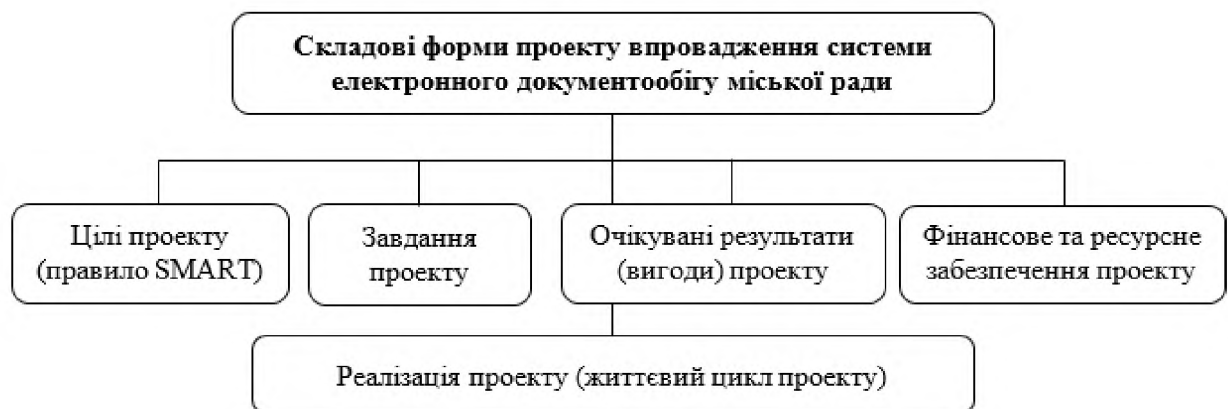 Складові форми проекту впровадження системи
електронного документообігу міської ради
Цілі проекту
(правило SMART)
Завдання
проекту
Очікувані результати
(вигоди) проекту
Фінансове та ресурсне
забезпечення проекту
Реалізація проекту (життєвий цикл проекту)